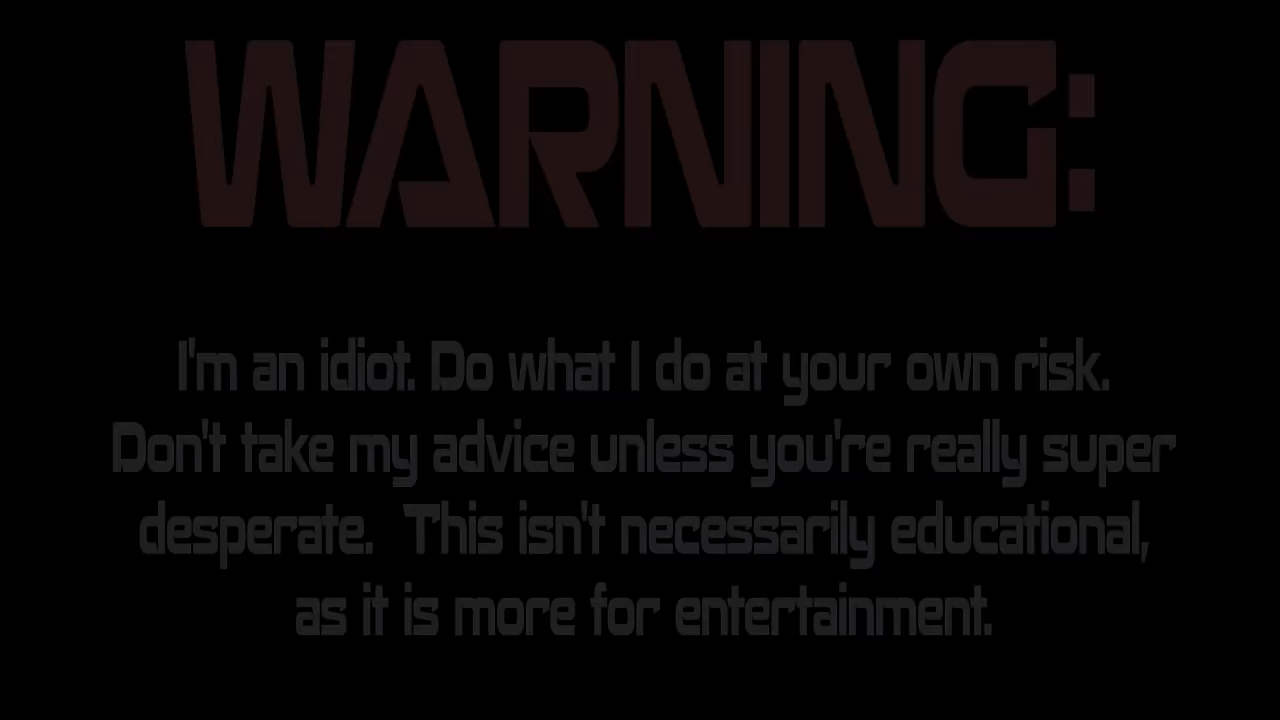 WARNING:
I'm an idiot. Do what I do at your own risk.
Don't take my advice unless you're really super
desperate.  This isn't necessarily educational,
as it is more for entertainment.